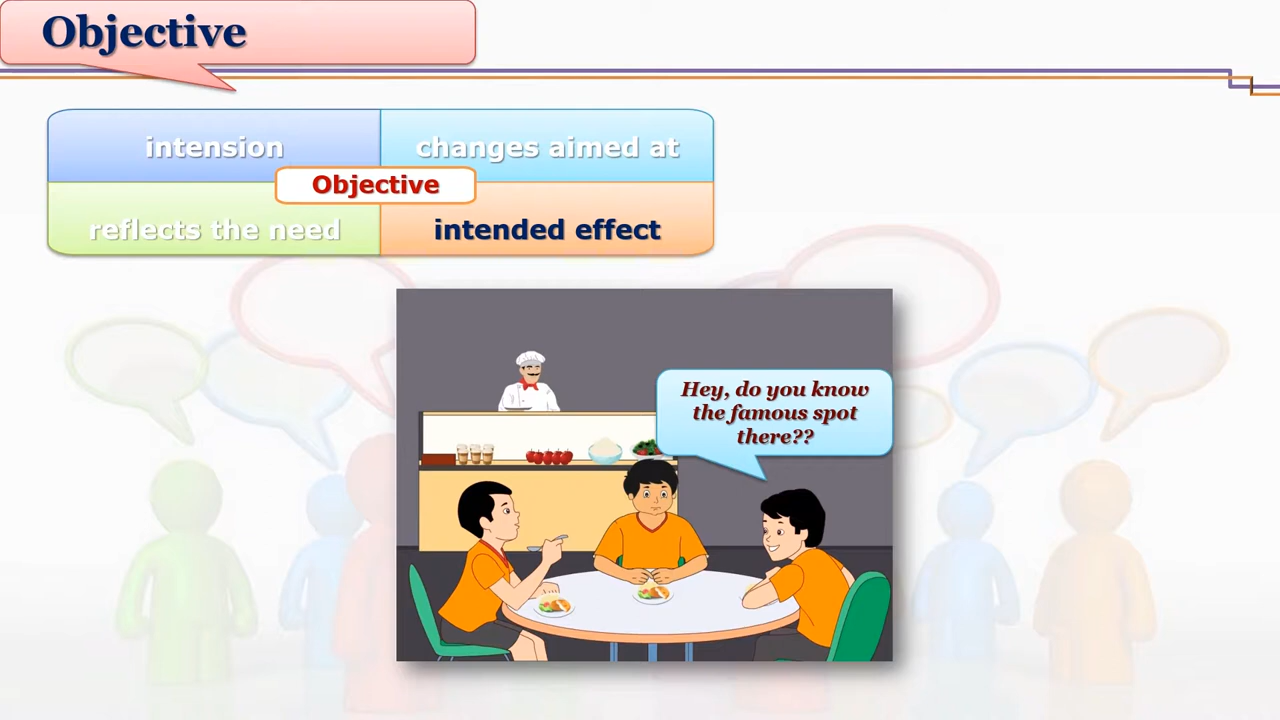 Objective
intension
changes aimed at
Objective
reflects the need
intended effect
Hey, do you know
the famous spot
there??